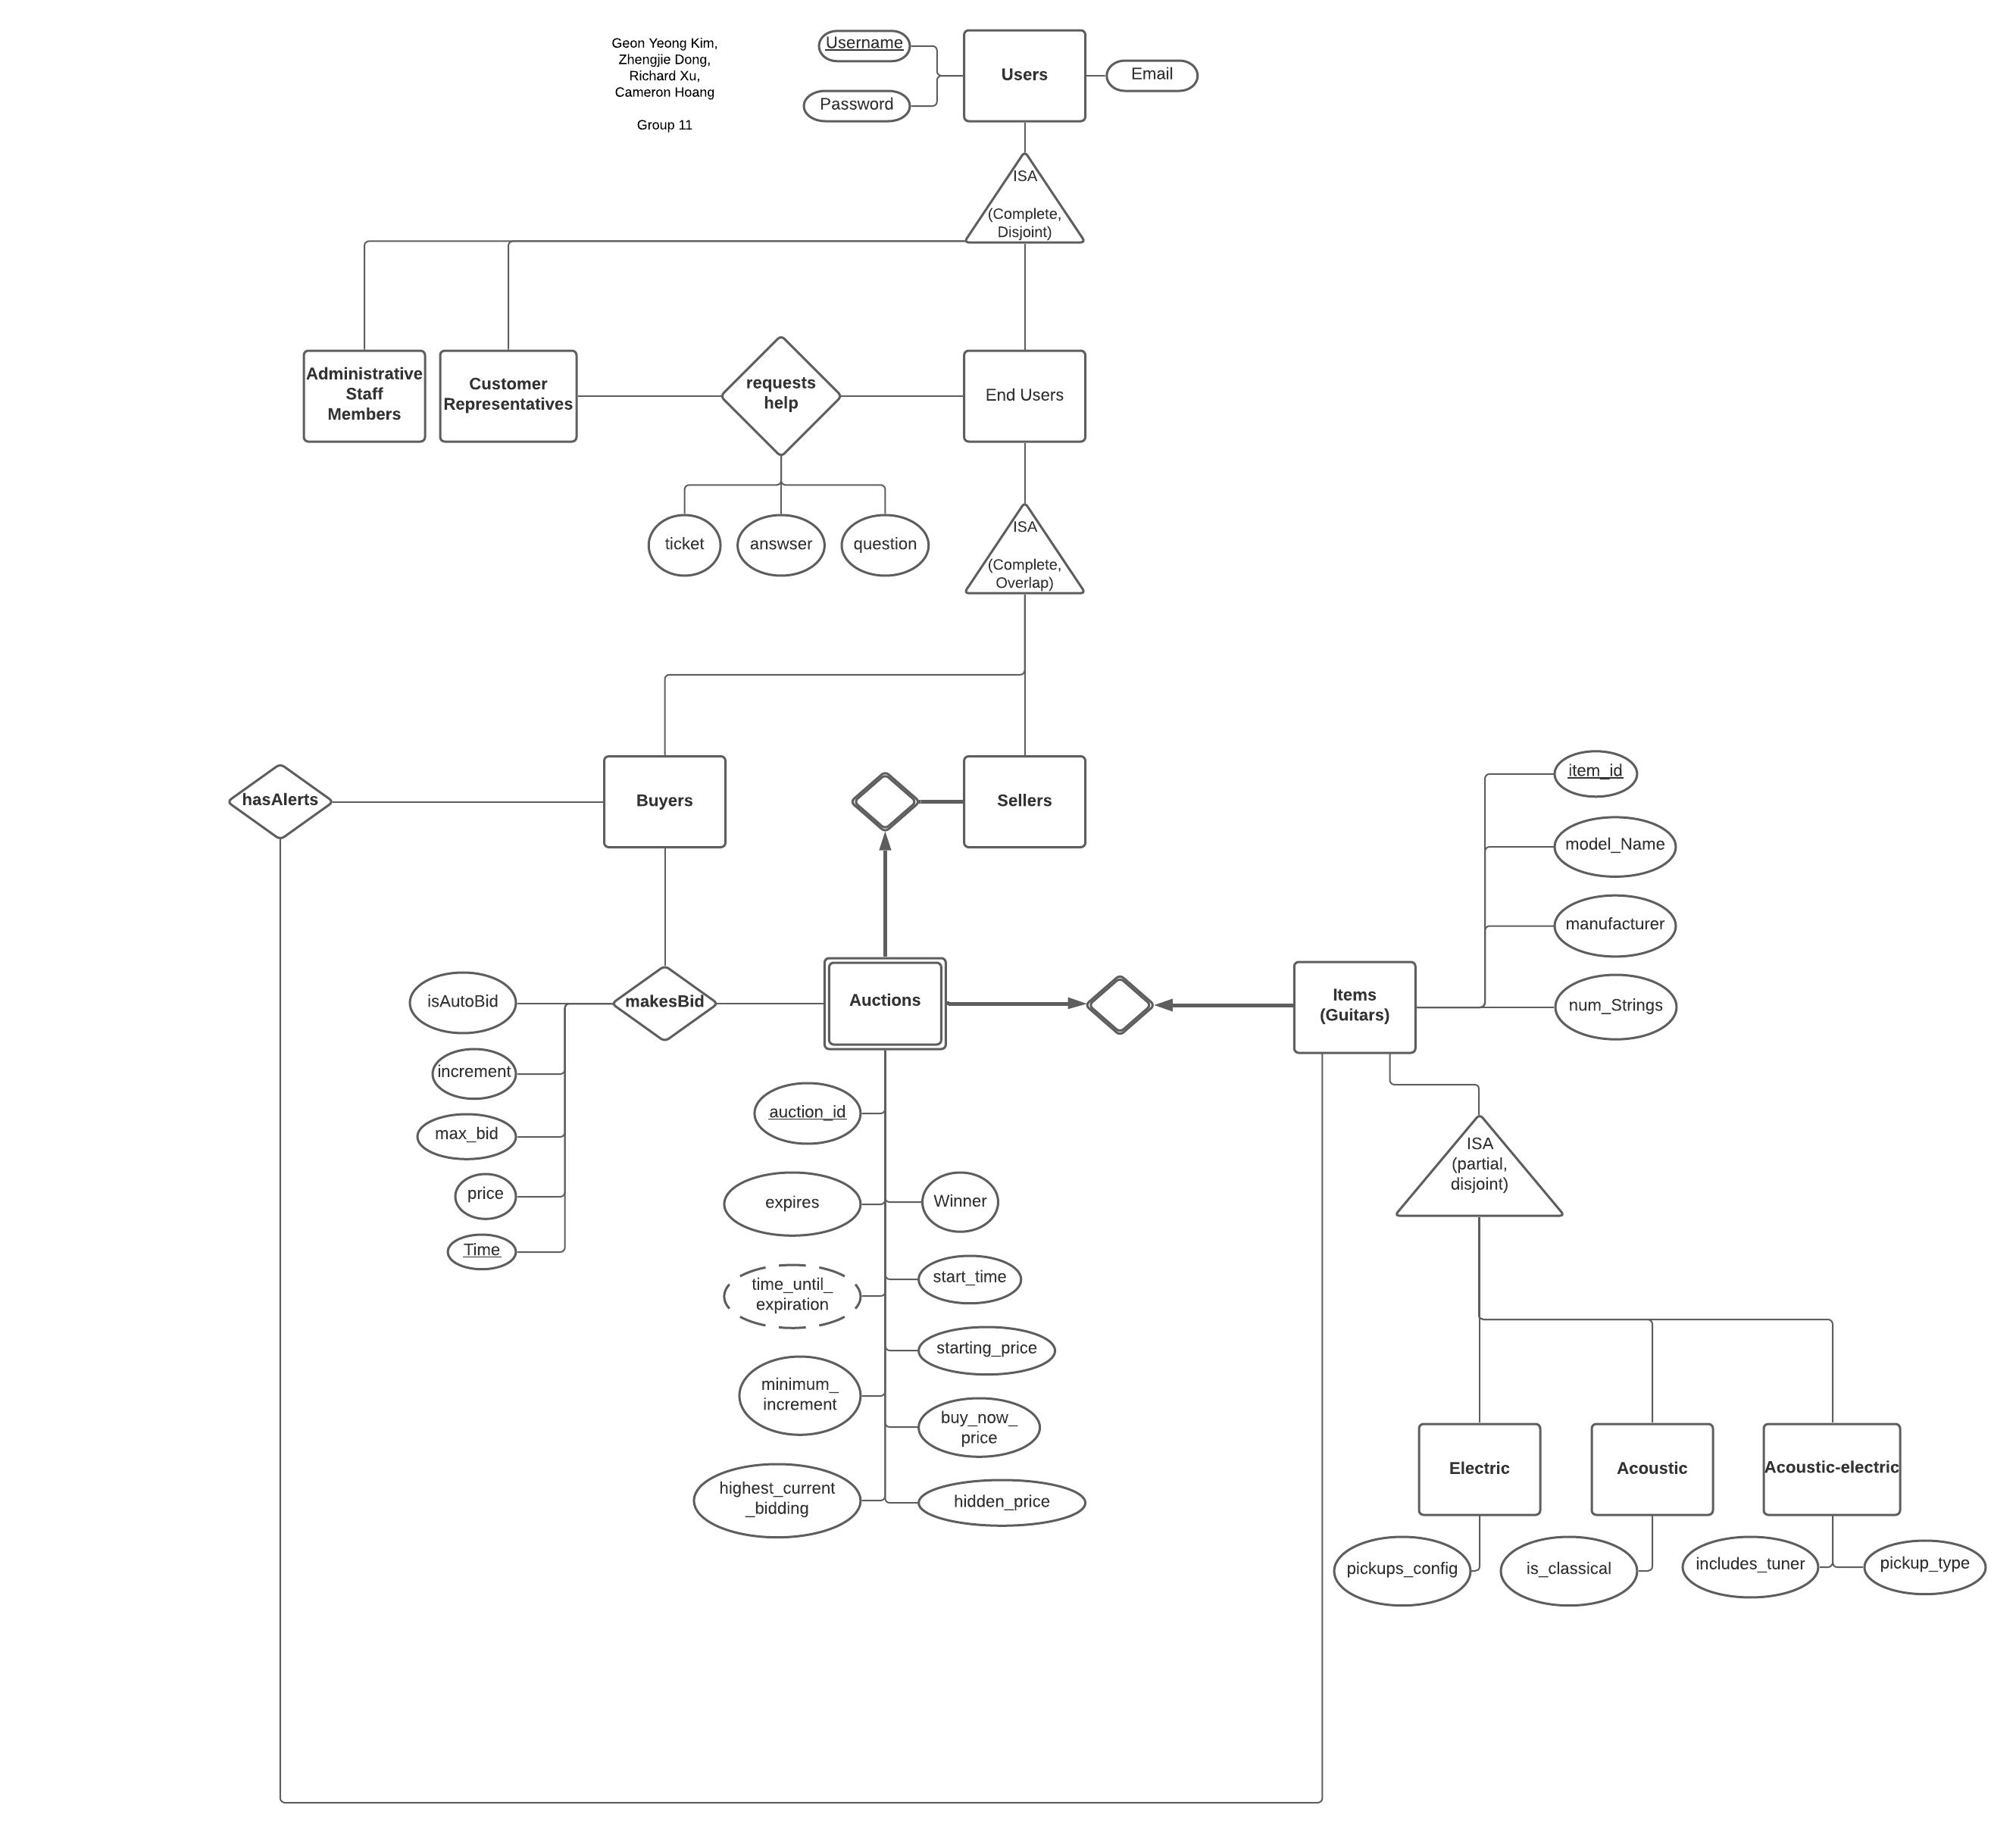 Geon Yeong Kim,
Zhengjie Dong,
Richard Xu,
Cameron Hoang
Group 11
Username
Password
Users
Email
ISA
(Complete,
Disjoint)
Administrative
Staff
Members
Customer
Representatives
requests
help
End Users
ticket
answser
question
ISA
(Complete,
Overlap)
hasAlerts
Buyers
Sellers
item_id
model_Name
manufacturer
num_Strings
isAutoBid
makesBid
Auctions
Items
(Guitars)
increment
max_bid
price
Time
auction_id
expires
Winner
time_until_
expiration
start_time
starting_price
minimum_
increment
buy_now_
price
highest_current
_bidding
hidden_price
ISA
(partial,
disjoint)
Electric
Acoustic
Acoustic-electric
pickups_config
is_classical
includes_tuner
pickup_type